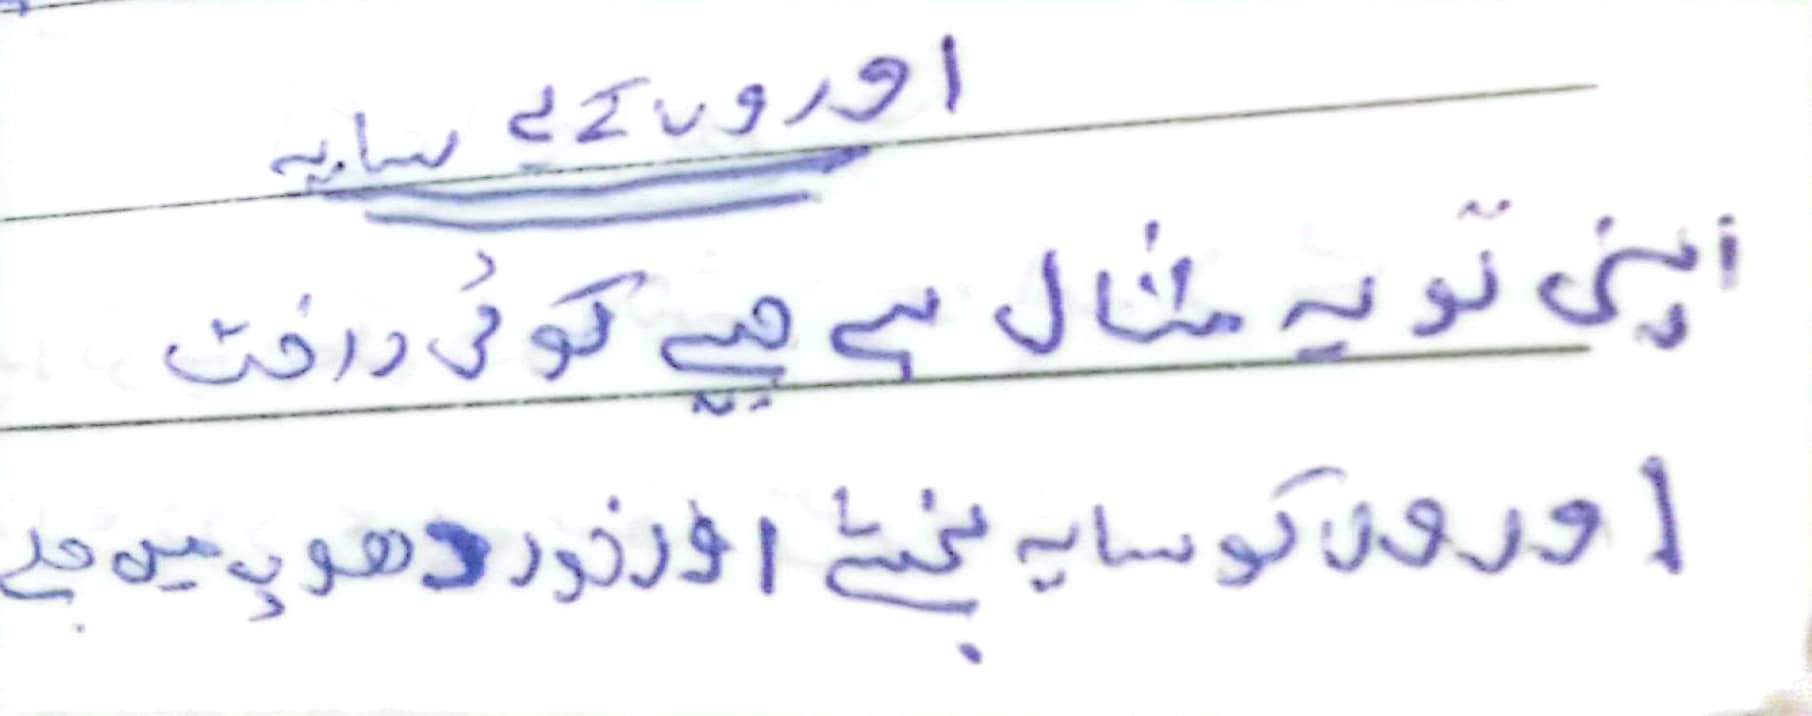 اوروں کے سایہ
اپنی تو یہ مثال ہے جیسے کوئی درخت
اوروں کو سایہ بخشے اور خود دھوپ میں جلے